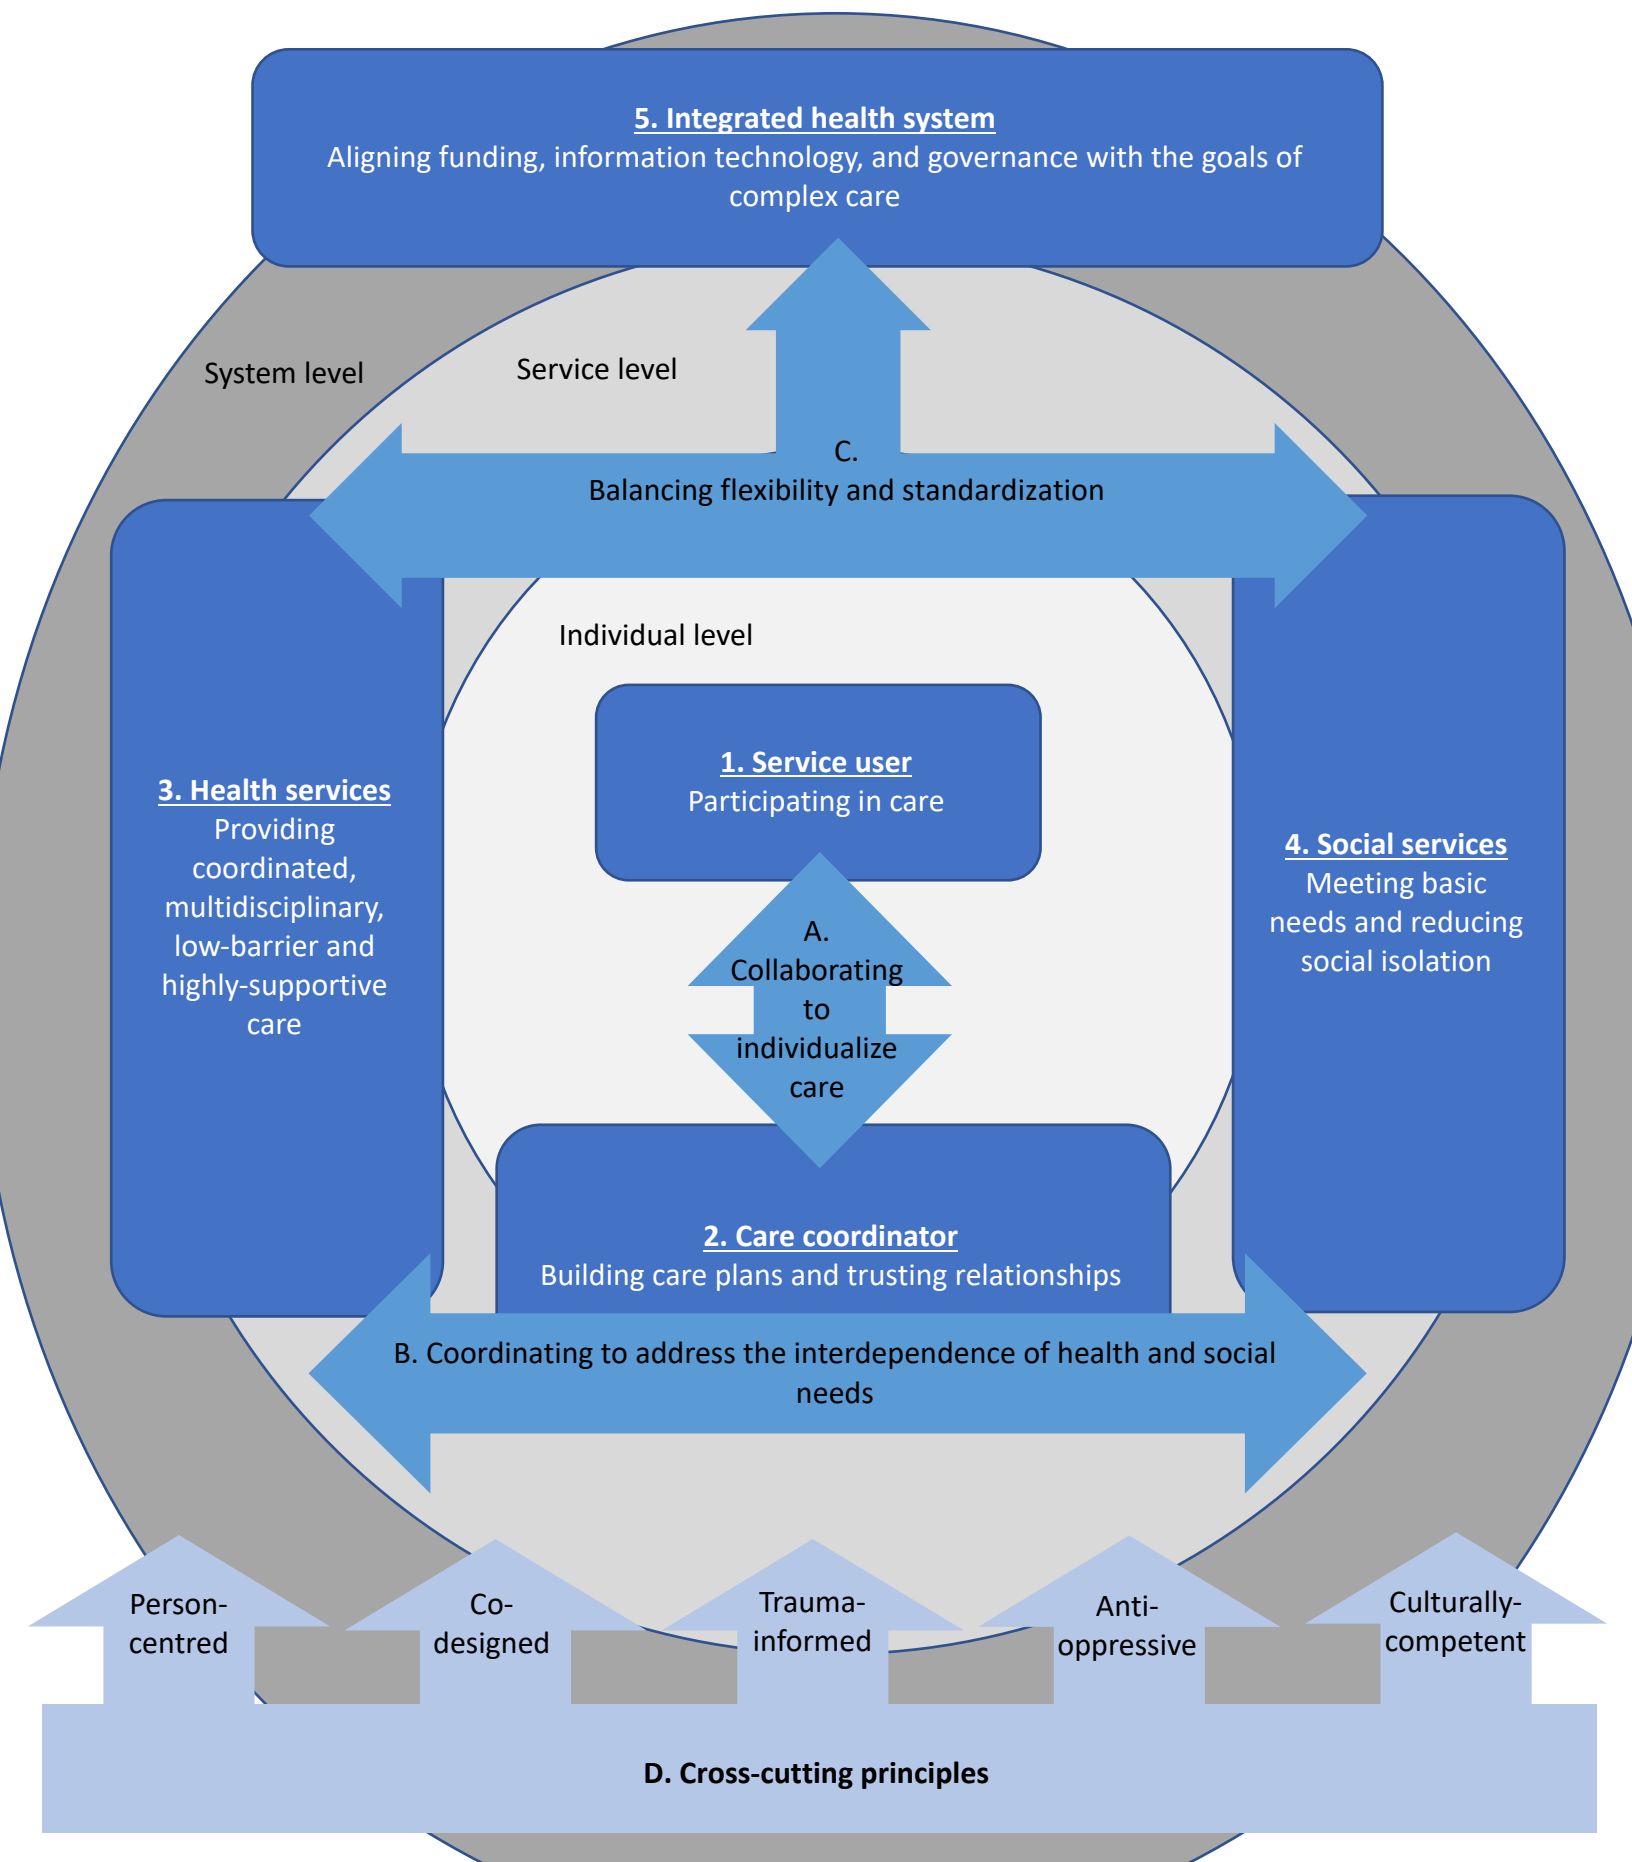 5. Integrated health system
Aligning funding, information technology, and governance with the goals of
complex care
System level
Service level
C.
Balancing flexibility and standardization
Individual level
1. Service user
Participating in care
3. Health services
Providing
coordinated,
multidisciplinary,
low-barrier and
highly-supportive
care
4. Social services
Meeting basic
needs and reducing
social isolation
A.
Collaborating
to
individualize
care
2. Care coordinator
Building care plans and trusting relationships
B. Coordinating to address the interdependence of health and social
needs
Person-
centred
Co-
designed
Trauma-
informed
Anti-
oppressive
Culturally-
competent
D. Cross-cutting principles